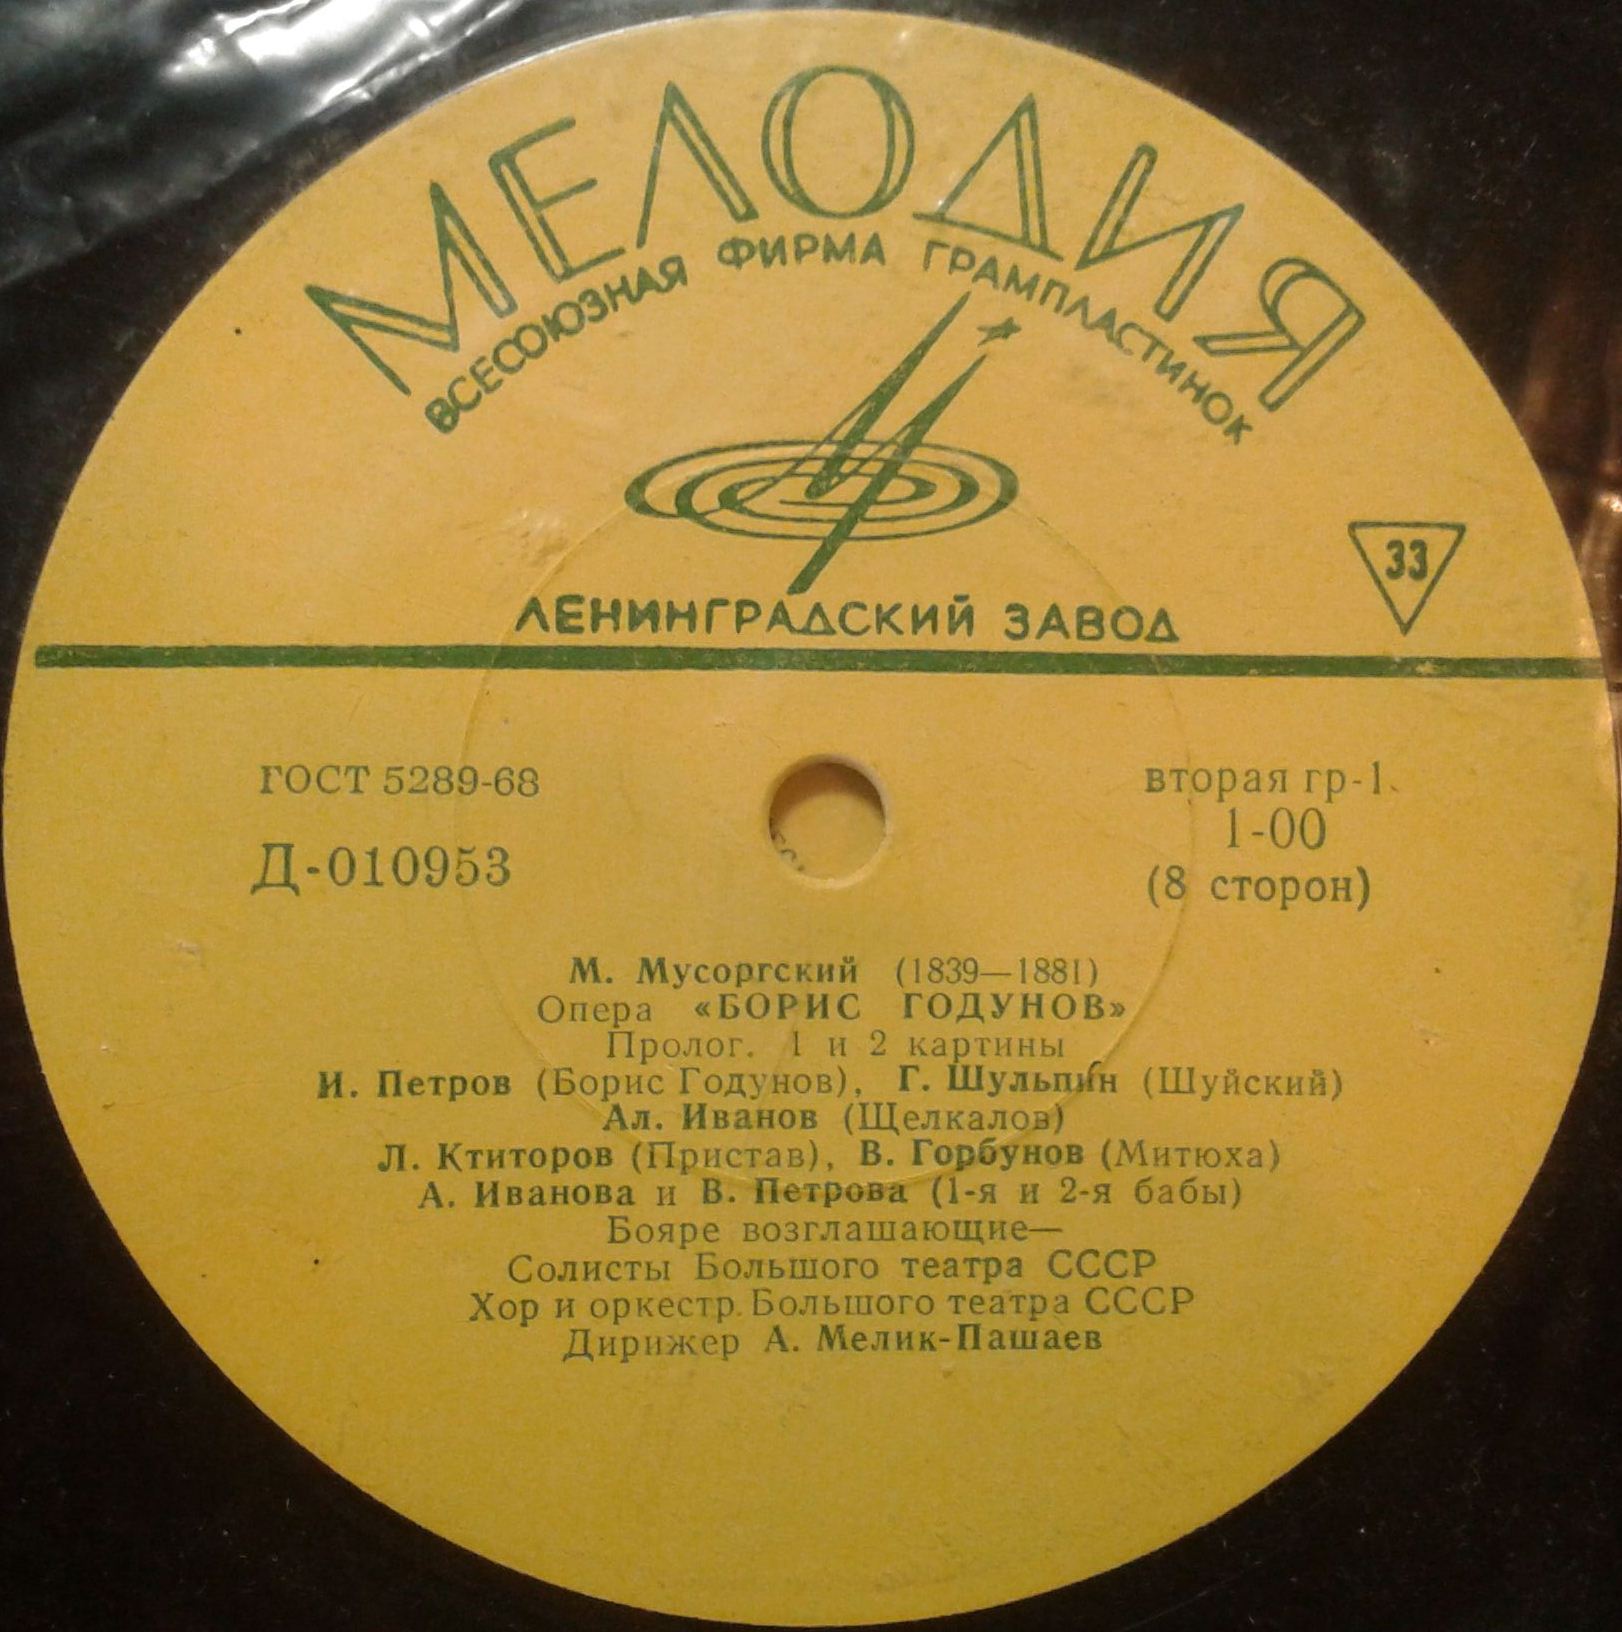 МЕЛОДИЯ
ВСЕСОЮЗНАЯ ФИРМА ГРАМПЛАСТИНОК
33
ЛЕНИНГРАДСКИЙ ЗАВОД
ГОСТ 5289-68
вторая гр-1.
Д-010953
1-00
(8 сторон)
М. Мусоргский (1839—1881)
Опера «БОРИС ГОДУНОВ»
Пролог. 1 и 2 картины
И. Петров (Борис Годунов), Г. Шульпин (Шуйский)
Ал. Иванов (Щелкалов)
Л. Ктиторов (Пристав), В. Горбунов (Митюха)
А. Иванова и В. Петрова (1-я и 2-я бабы)
Бояре возглашающие—
Солисты Большого театра СССР
Хор и оркестр Большого театра СССР
Дирижер А. Мелик-Пашаев